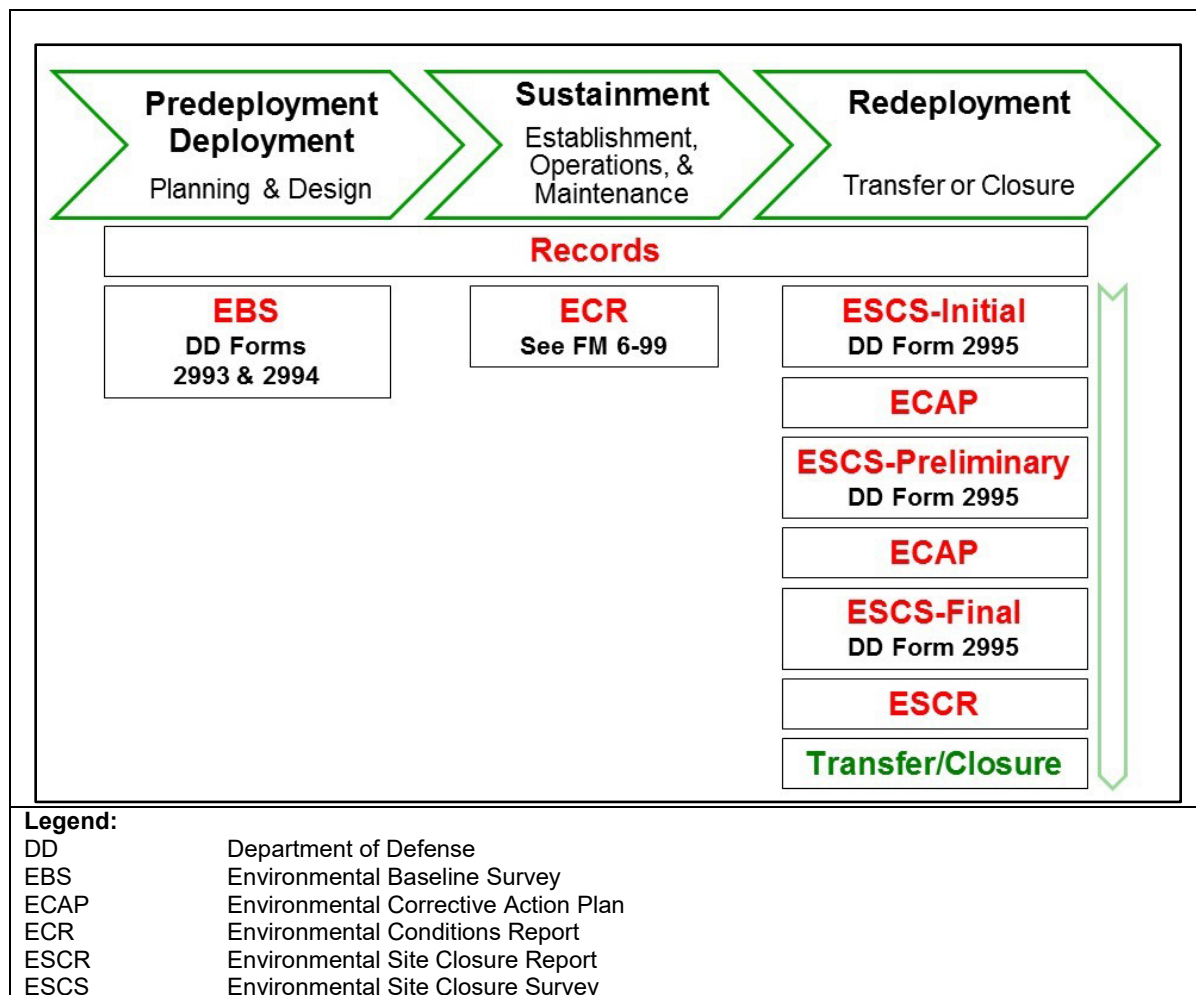 Predeployment
Deployment
Planning & Design
Sustainment
Establishment,
Operations, &
Maintenance
Redeployment
Transfer or Closure
Records
EBS
DD Forms
2993 & 2994
ECR
See FM 6-99
ESCS-Initial
DD Form 2995
ECAP
ESCS-Preliminary
DD Form 2995
ECAP
ESCS-Final
DD Form 2995
ESCR
Transfer/Closure
Legend:
DD Department of Defense
EBS Environmental Baseline Survey
ECAP Environmental Corrective Action Plan
ECR Environmental Conditions Report
ESCR Environmental Site Closure Report
ESCS Environmental Site Closure Survey